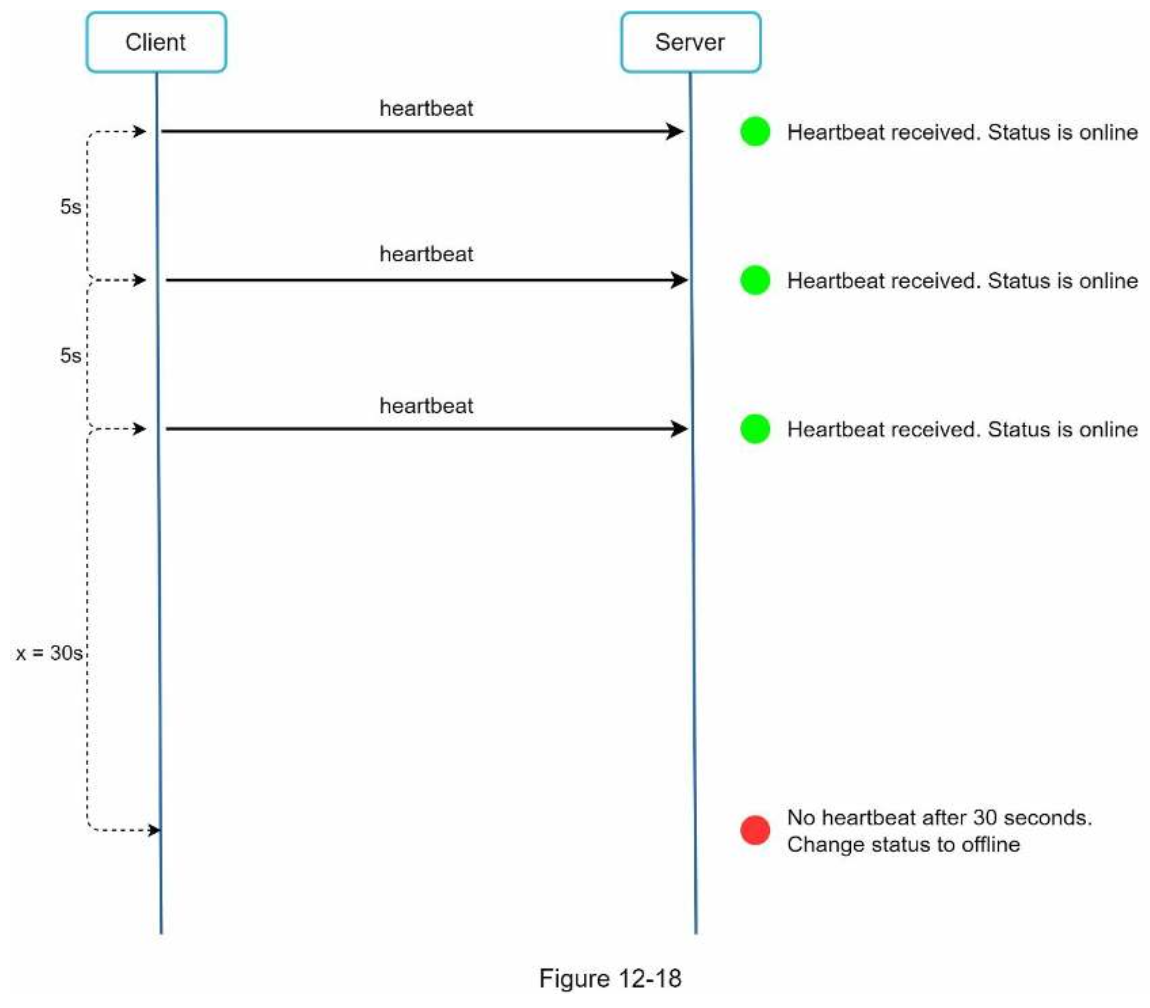 Client
Server
heartbeat
Heartbeat received. Status is online
5s
heartbeat
Heartbeat received. Status is online
5s
heartbeat
Heartbeat received. Status is online
x = 30s
No heartbeat after 30 seconds.
Change status to offline
Figure 12-18